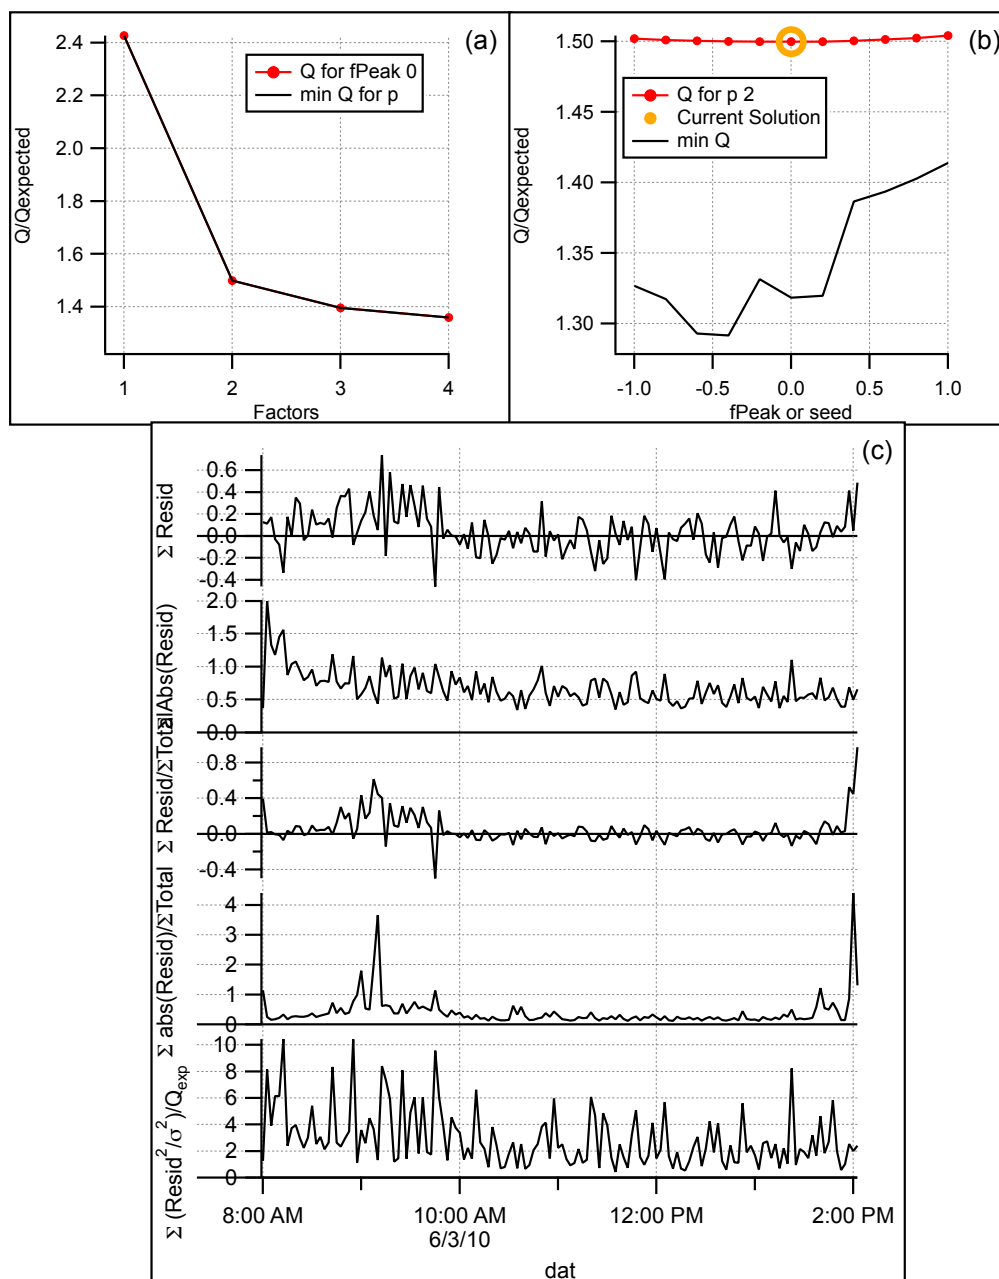 (a)
Q/Qexpected
2.4
2.2
2.0
1.8
1.6
1.4
Q for fPeak 0
min Q for p
1 2 3 4
Factors
(b)
Q/Qexpected
1.50
1.45
1.40
1.35
1.30
Q for p 2
Current Solution
min Q
-1.0 -0.5 0.0 0.5 1.0
fPeak or seed
(c)
Σ Resid
0.6
0.4
0.2
0.0
-0.2
-0.4
Σ Abs(Resid)
2.0
1.5
1.0
0.5
0.0
Σ Resid/ΣTotal
0.8
0.4
0.0
-0.4
Σ abs(Resid)/ΣTotal
4
3
2
1
0
Σ (Resid²/σ²)/Qexp
10
8
6
4
2
0
8:00 AM 10:00 AM 12:00 PM 2:00 PM
6/3/10
dat